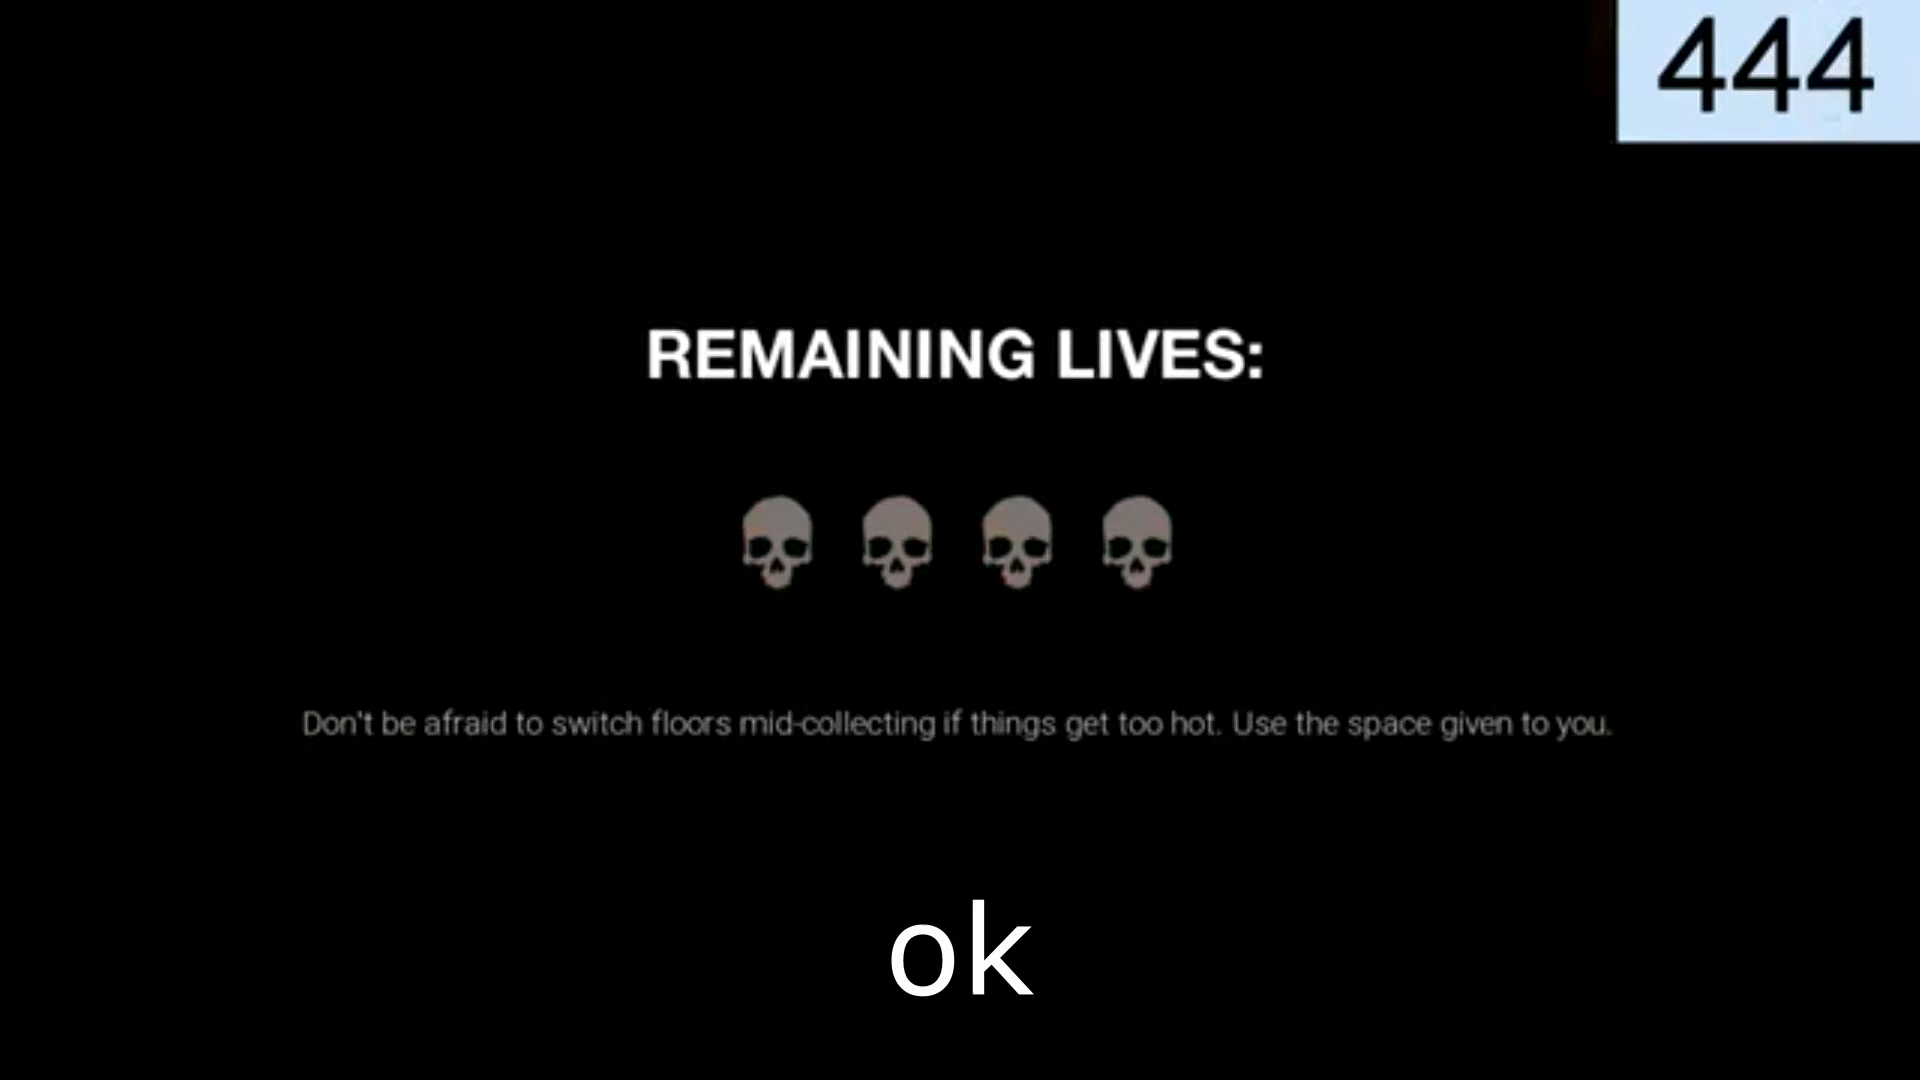 444
REMAINING LIVES:
Don't be afraid to switch floors mid-collecting if things get too hot. Use the space given to you.
ok